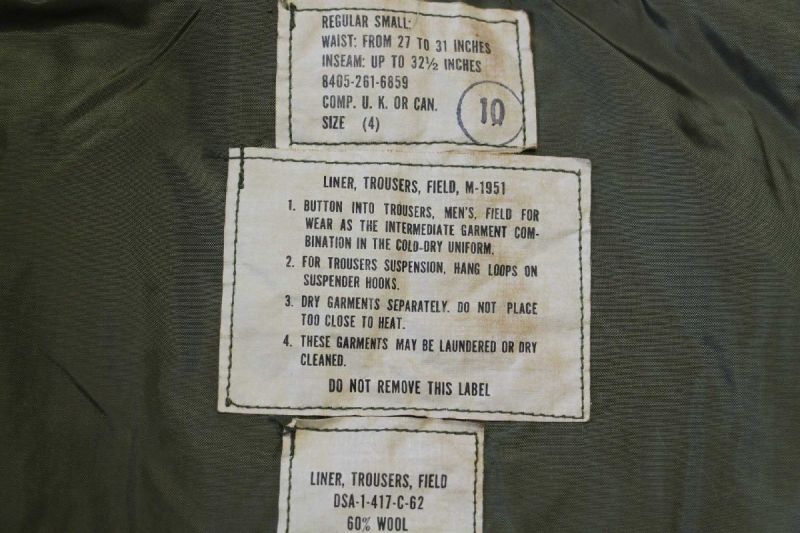 REGULAR SMALL:
WAIST: FROM 27 TO 31 INCHES
INSEAM: UP TO 32½ INCHES
8405-261-6859
COMP. U. K. OR CAN.
SIZE (4)
10
LINER, TROUSERS, FIELD, M-1951
1. BUTTON INTO TROUSERS, MEN'S, FIELD FOR
WEAR AS THE INTERMEDIATE GARMENT COM-
BINATION IN THE COLD-DRY UNIFORM.
2. FOR TROUSERS SUSPENSION, HANG LOOPS ON
SUSPENDER HOOKS.
3. DRY GARMENTS SEPARATELY. DO NOT PLACE
TOO CLOSE TO HEAT.
4. THESE GARMENTS MAY BE LAUNDERED OR DRY
CLEANED.
DO NOT REMOVE THIS LABEL
LINER, TROUSERS, FIELD
DSA-1-417-C-62
60% WOOL